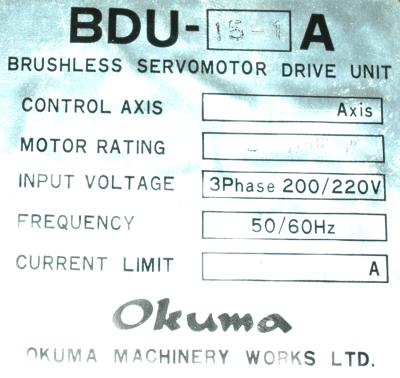 BDU-15-1A
BRUSHLESS SERVOMOTOR DRIVE UNIT
CONTROL AXIS Axis
MOTOR RATING
INPUT VOLTAGE 3Phase 200/220V
FREQUENCY 50/60Hz
CURRENT LIMIT A
Okuma
OKUMA MACHINERY WORKS LTD.